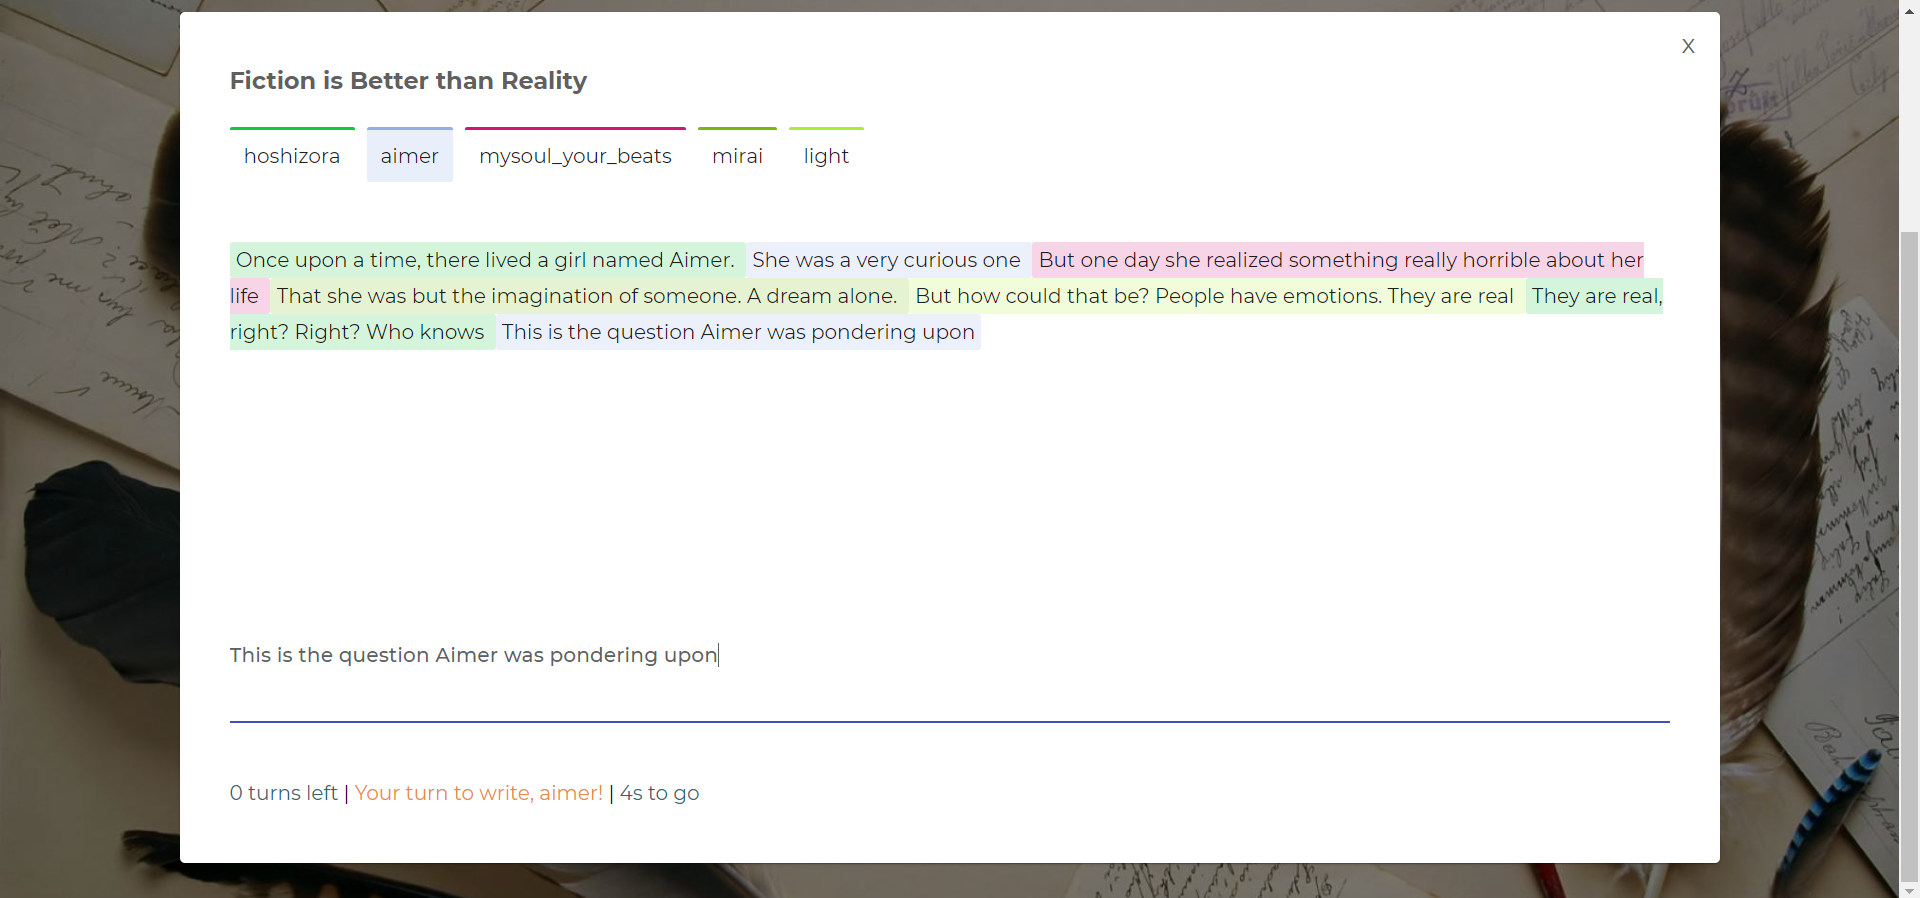 X
Fiction is Better than Reality
hoshizora aimer mysoul_your_beats mirai light
Once upon a time, there lived a girl named Aimer. She was a very curious one But one day she realized something really horrible about her
life That she was but the imagination of someone. A dream alone. But how could that be? People have emotions. They are real They are real,
right? Right? Who knows This is the question Aimer was pondering upon
This is the question Aimer was pondering upon
0 turns left | Your turn to write, aimer! | 4s to go